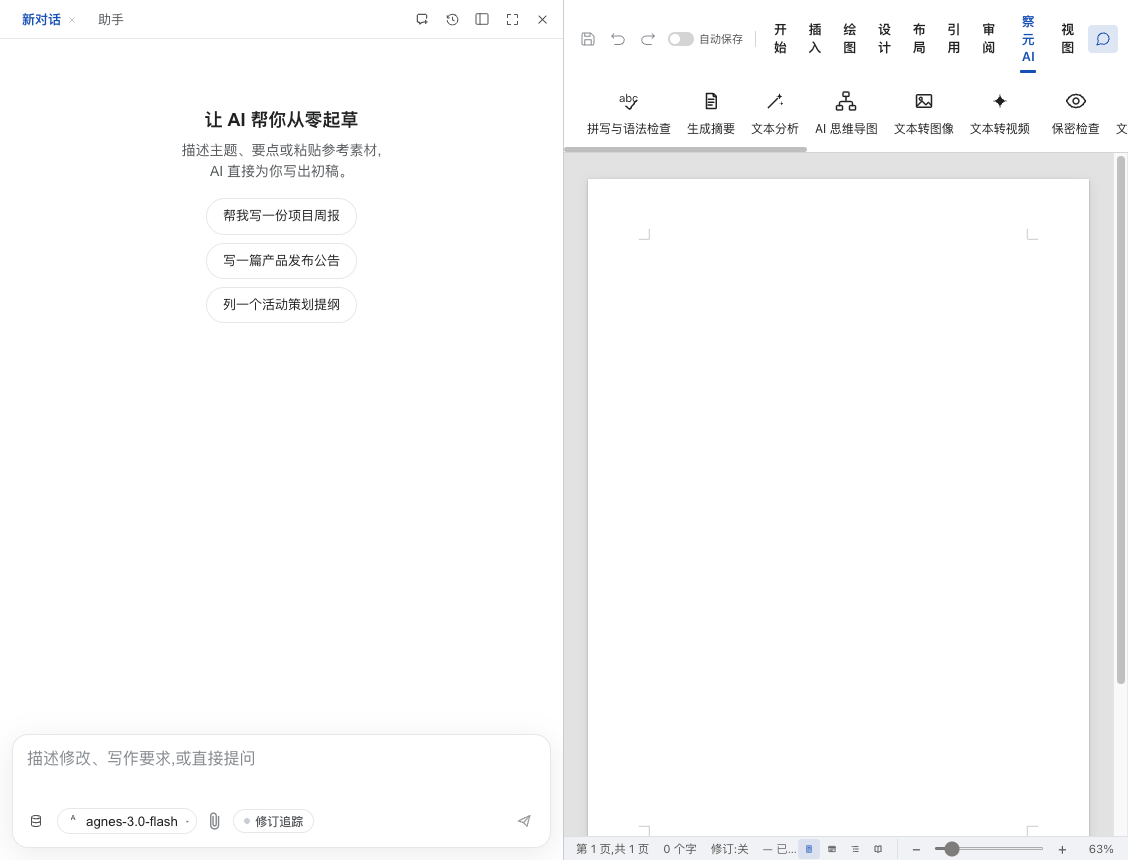 新对话
助手
让 AI 帮你从零起草
描述主题、要点或粘贴参考素材,
AI 直接为你写出初稿。
帮我写一份项目周报
写一篇产品发布公告
列一个活动策划提纲
描述修改、写作要求,或直接提问
A agnes-3.0-flash
修订追踪
自动保存
开始
插入
绘图
设计
布局
引用
审阅
察元AI
视图
abc
拼写与语法检查
生成摘要
文本分析
AI 思维导图
文本转图像
文本转视频
保密检查
文
第 1 页,共 1 页
0 个字
修订:关
— 已...
63%